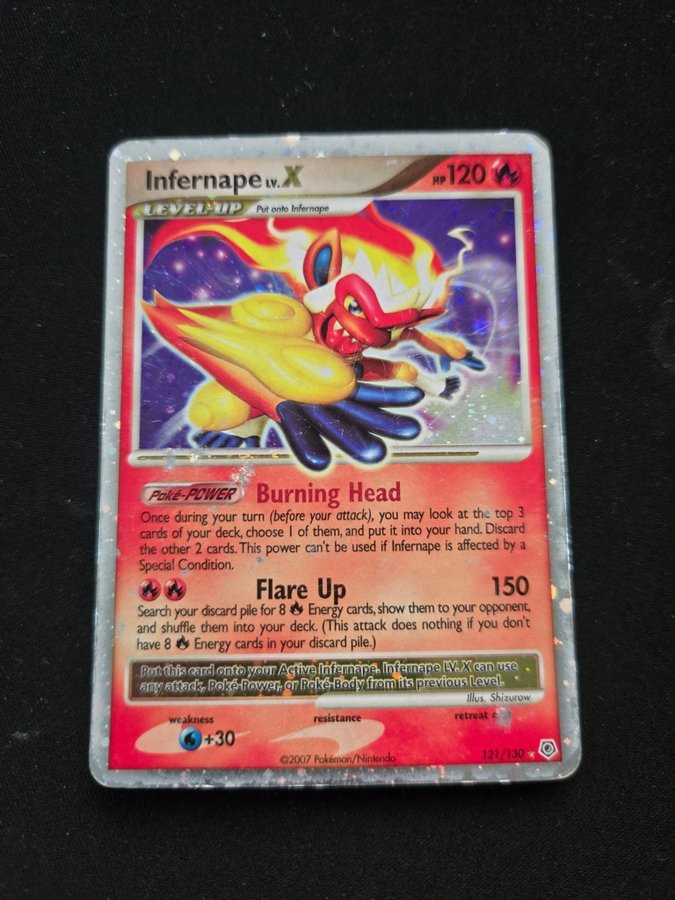 Infernape LV.X HP 120
LEVEL-UP Put onto Infernape
Poké-POWER Burning Head
Once during your turn (before your attack), you may look at the top 3
cards of your deck, choose 1 of them, and put it into your hand. Discard
the other 2 cards. This power can't be used if Infernape is affected by a
Special Condition.
Flare Up 150
Search your discard pile for 8 Energy cards, show them to your opponent,
and shuffle them into your deck. (This attack does nothing if you don't
have 8 Energy cards in your discard pile.)
Put this card onto your Active Infernape. Infernape LV.X can use
any attack, Poké-Power, or Poké-Body from its previous Level.
Illus. Shizurow
weakness resistance retreat
+30
©2007 Pokémon/Nintendo 121/130